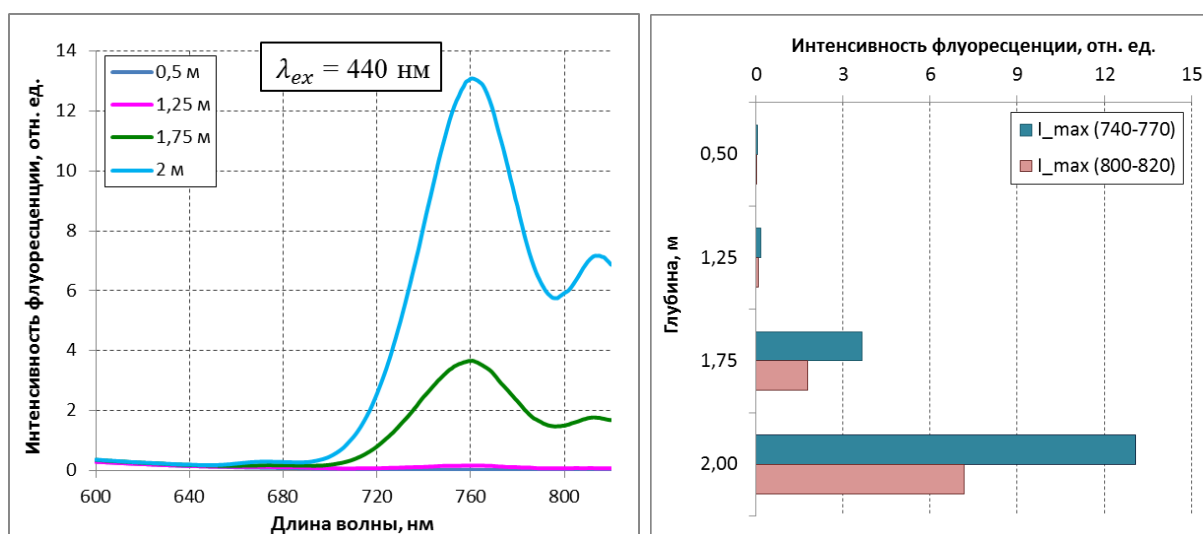 Интенсивность флуоресценции, отн. ед.
14
12
10
8
6
4
2
0
λ_ex = 440 нм
0,5 м
1,25 м
1,75 м
2 м
600 640 680 720 760 800
Длина волны, нм
Интенсивность флуоресценции, отн. ед.
0 3 6 9 12 15
I_max (740-770)
I_max (800-820)
Глубина, м
0,50
1,25
1,75
2,00